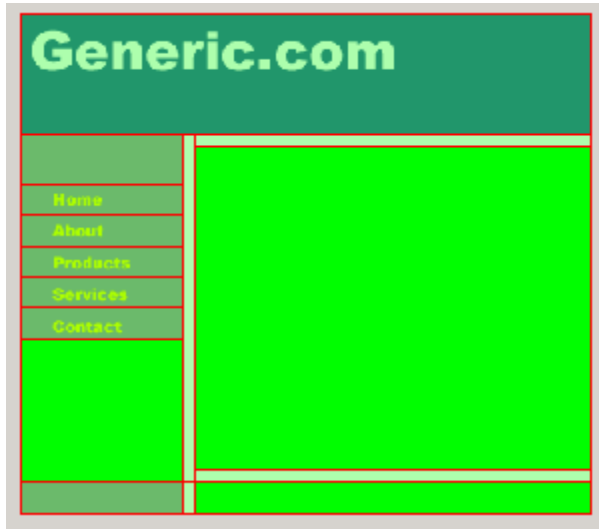 Generic.com
Home
About
Products
Services
Contact